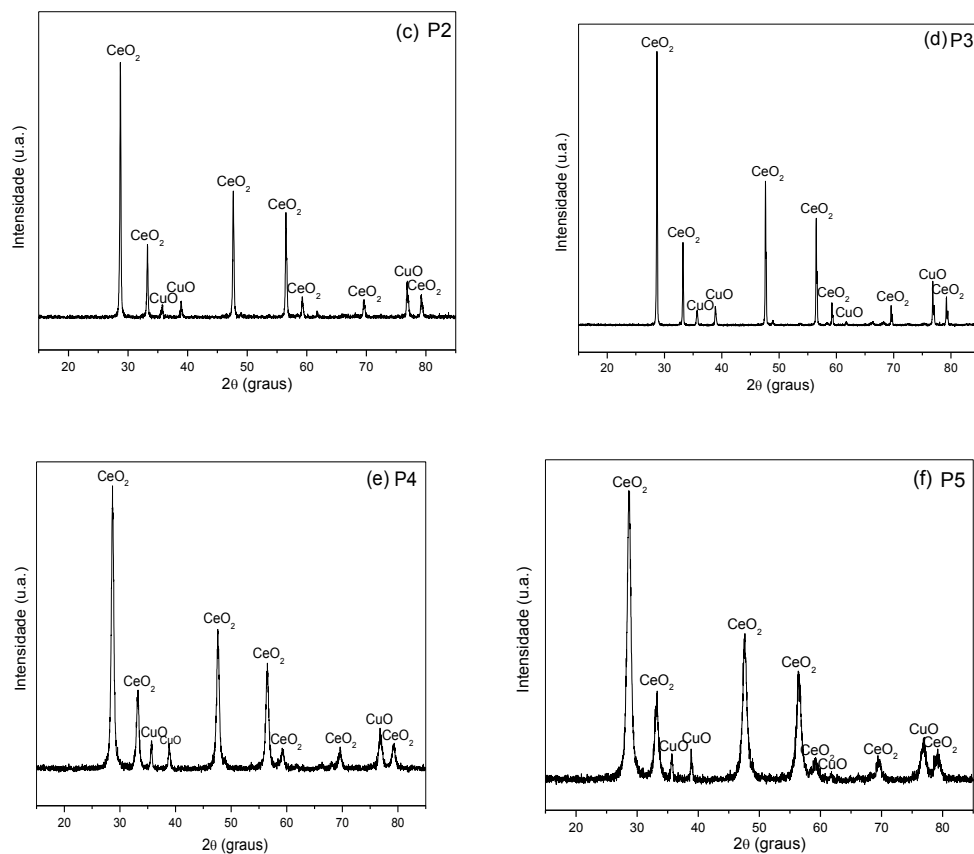 (c) P2
CeO₂
CeO₂
CuO
CuO
CeO₂
CeO₂
CeO₂
CeO₂
CuO
CeO₂
Intensidade (u.a.)
20 30 40 50 60 70 80
2θ (graus)
(d) P3
CeO₂
CeO₂
CuO
CuO
CeO₂
CeO₂
CeO₂
CuO
CeO₂
CuO
CeO₂
Intensidade (u.a.)
20 30 40 50 60 70 80
2θ (graus)
(e) P4
CeO₂
CeO₂
CuO
CuO
CeO₂
CeO₂
CeO₂
CeO₂
CuO
CeO₂
Intensidade (u.a.)
20 30 40 50 60 70 80
2θ (graus)
(f) P5
CeO₂
CeO₂
CuO
CuO
CeO₂
CeO₂
CeO₂
CuO
CeO₂
CuO
CeO₂
Intensidade (u.a.)
20 30 40 50 60 70 80
2θ (graus)